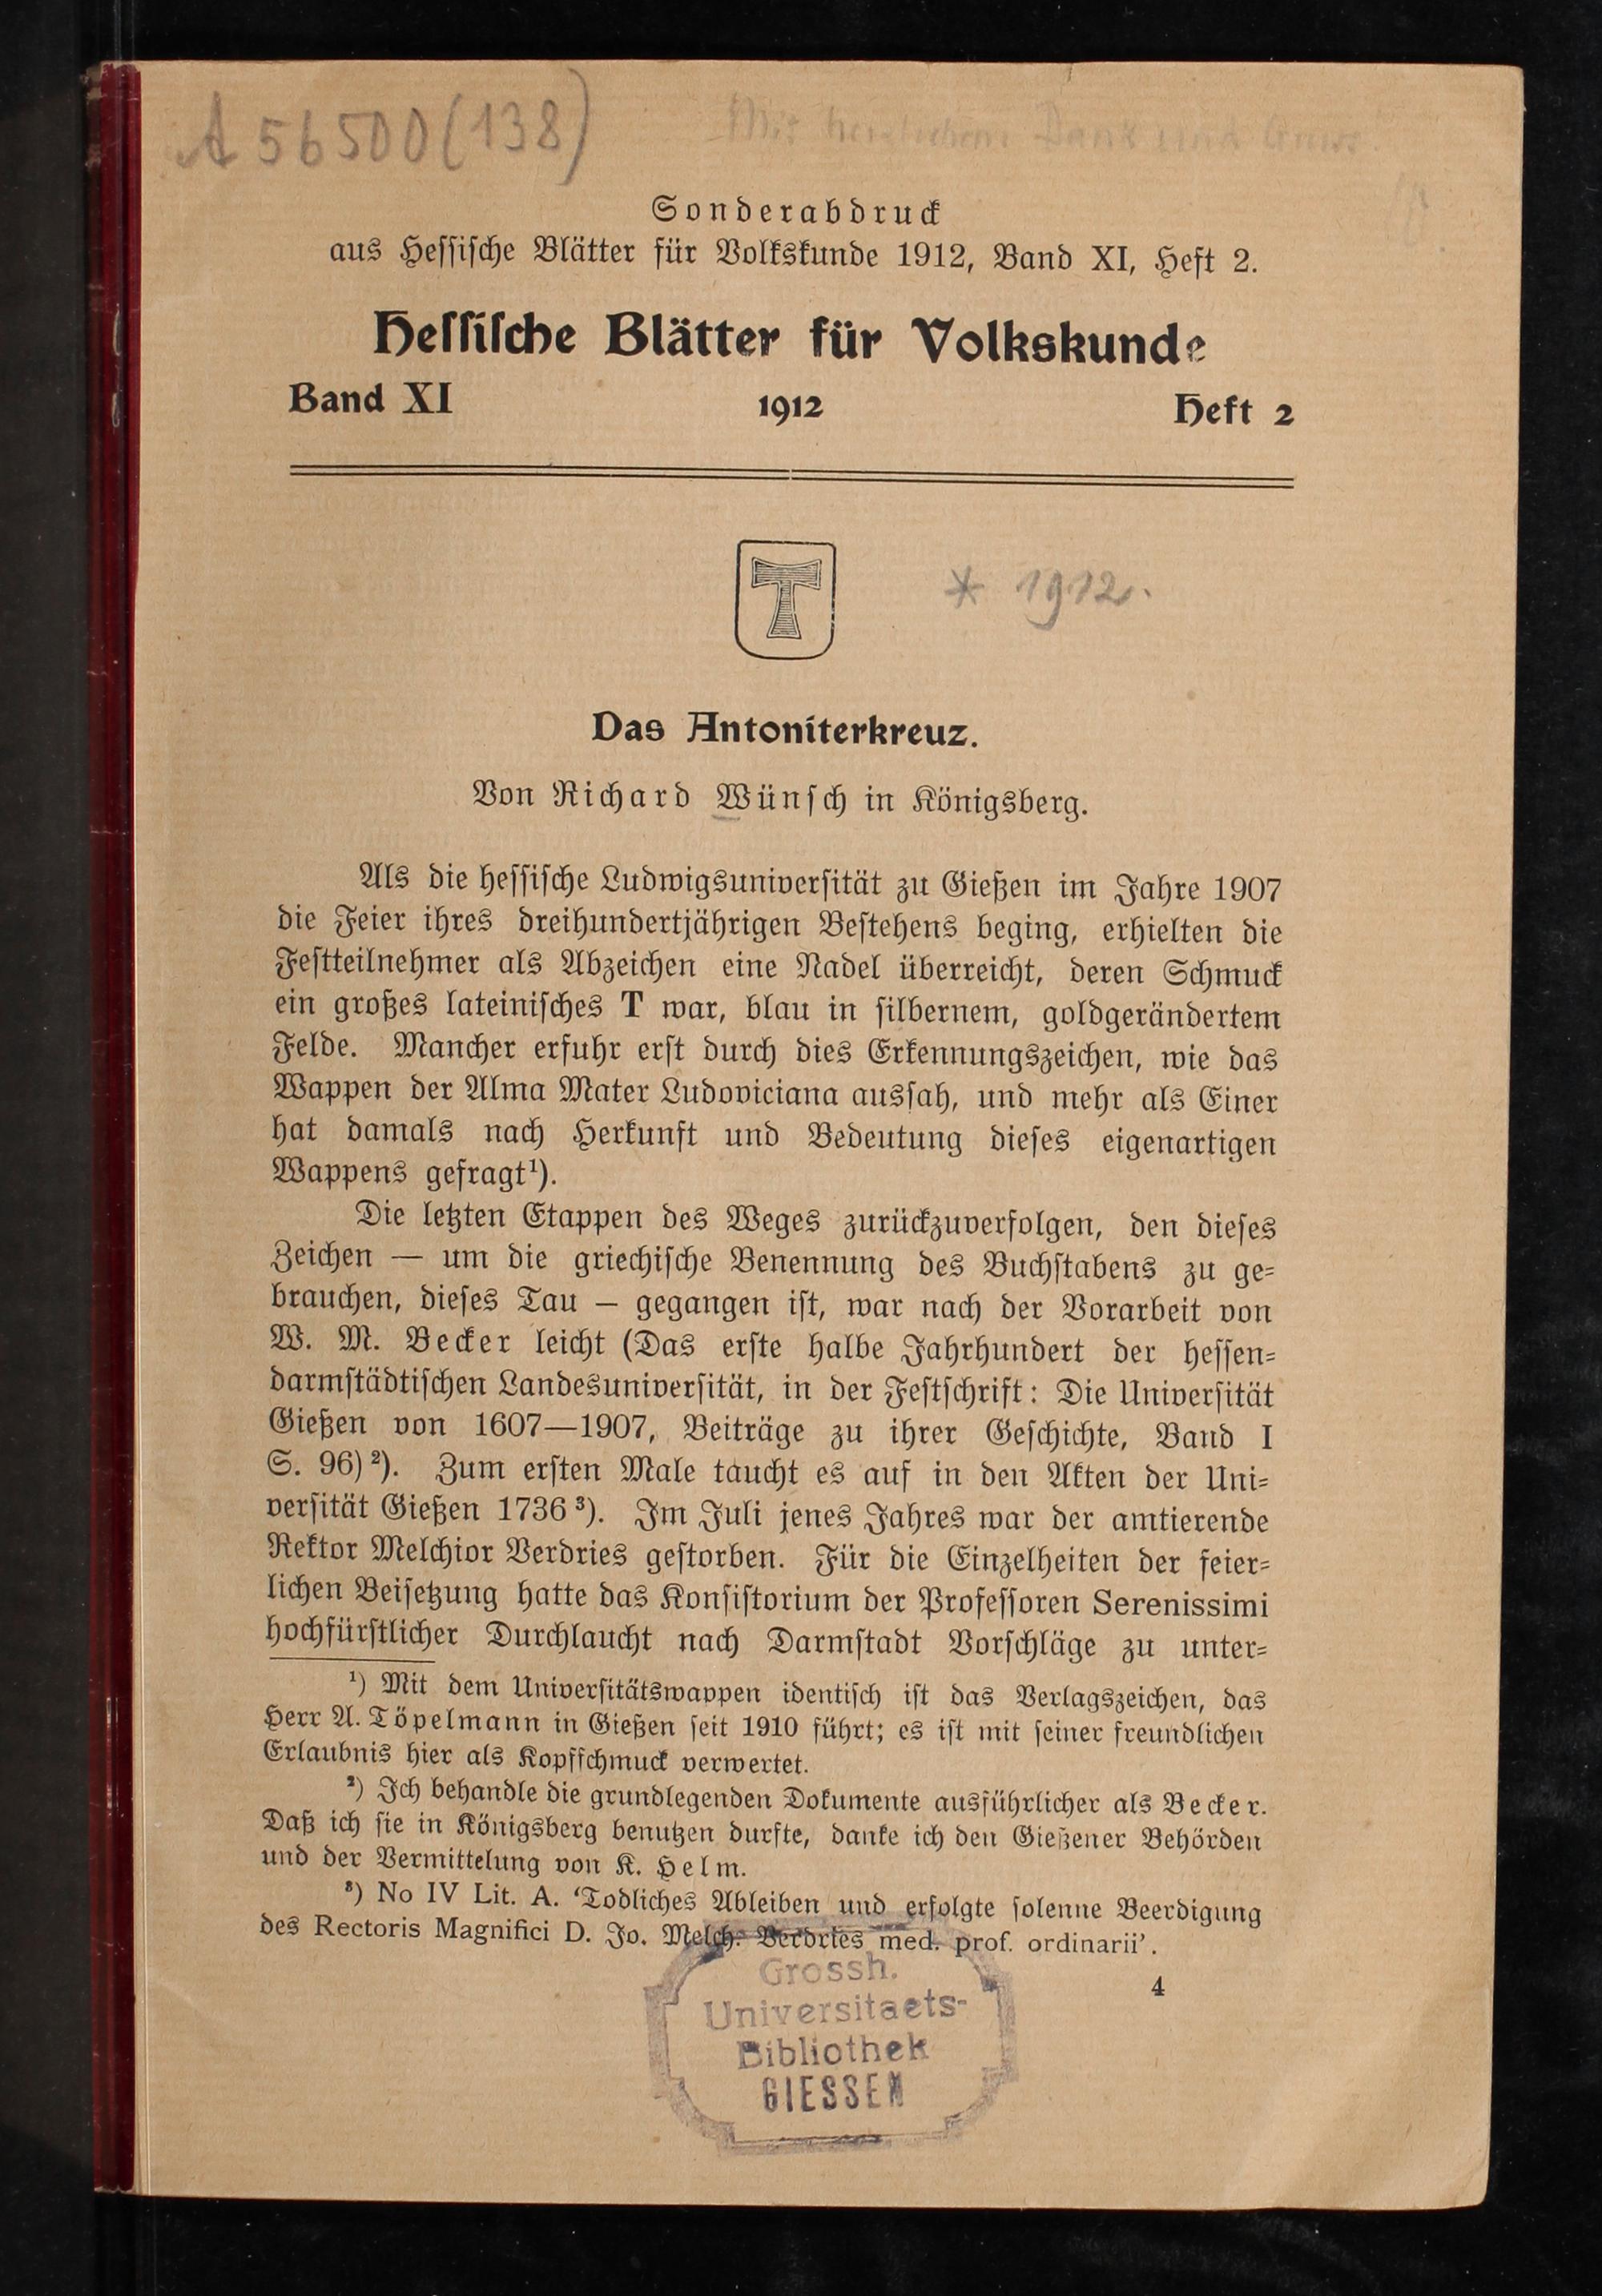 A 56500 (138)
Mit herzlichem Dank und Gruss
Sonderabdruck
aus Hessische Blätter für Volkskunde 1912, Band XI, Heft 2.
Hessische Blätter für Volkskunde
Band XI 1912 Heft 2
T
* 1912.
Das Antoniterkreuz.
Von Richard Wünsch in Königsberg.
Als die hessische Ludwigsuniversität zu Gießen im Jahre 1907
die Feier ihres dreihundertjährigen Bestehens beging, erhielten die
Festteilnehmer als Abzeichen eine Nadel überreicht, deren Schmuck
ein großes lateinisches T war, blau in silbernem, goldgerändertem
Felde. Mancher erfuhr erst durch dies Erkennungszeichen, wie das
Wappen der Alma Mater Ludoviciana aussah, und mehr als Einer
hat damals nach Herkunft und Bedeutung dieses eigenartigen
Wappens gefragt¹).
Die letzten Etappen des Weges zurückzuverfolgen, den dieses
Zeichen — um die griechische Benennung des Buchstabens zu ge-
brauchen, dieses Tau — gegangen ist, war nach der Vorarbeit von
W. M. Becker leicht (Das erste halbe Jahrhundert der hessen-
darmstädtischen Landesuniversität, in der Festschrift: Die Universität
Gießen von 1607—1907, Beiträge zu ihrer Geschichte, Band I
S. 96)²). Zum ersten Male taucht es auf in den Akten der Uni-
versität Gießen 1736³). Im Juli jenes Jahres war der amtierende
Rektor Melchior Verdries gestorben. Für die Einzelheiten der feier-
lichen Beisetzung hatte das Konsistorium der Professoren Serenissimi
hochfürstlicher Durchlaucht nach Darmstadt Vorschläge zu unter-
¹) Mit dem Universitätswappen identisch ist das Verlagszeichen, das
Herr A. Töpelmann in Gießen seit 1910 führt; es ist mit seiner freundlichen
Erlaubnis hier als Kopfschmuck verwertet.
²) Ich behandle die grundlegenden Dokumente ausführlicher als Becker.
Daß ich sie in Königsberg benutzen durfte, danke ich den Gießener Behörden
und der Vermittelung von K. Helm.
³) No IV Lit. A. ‘Todliches Ableiben und erfolgte solenne Beerdigung
des Rectoris Magnifici D. Jo. Melch. Verdries med. prof. ordinarii’.
4
Grossh.
Universitaets-
Bibliothek
GIESSEN